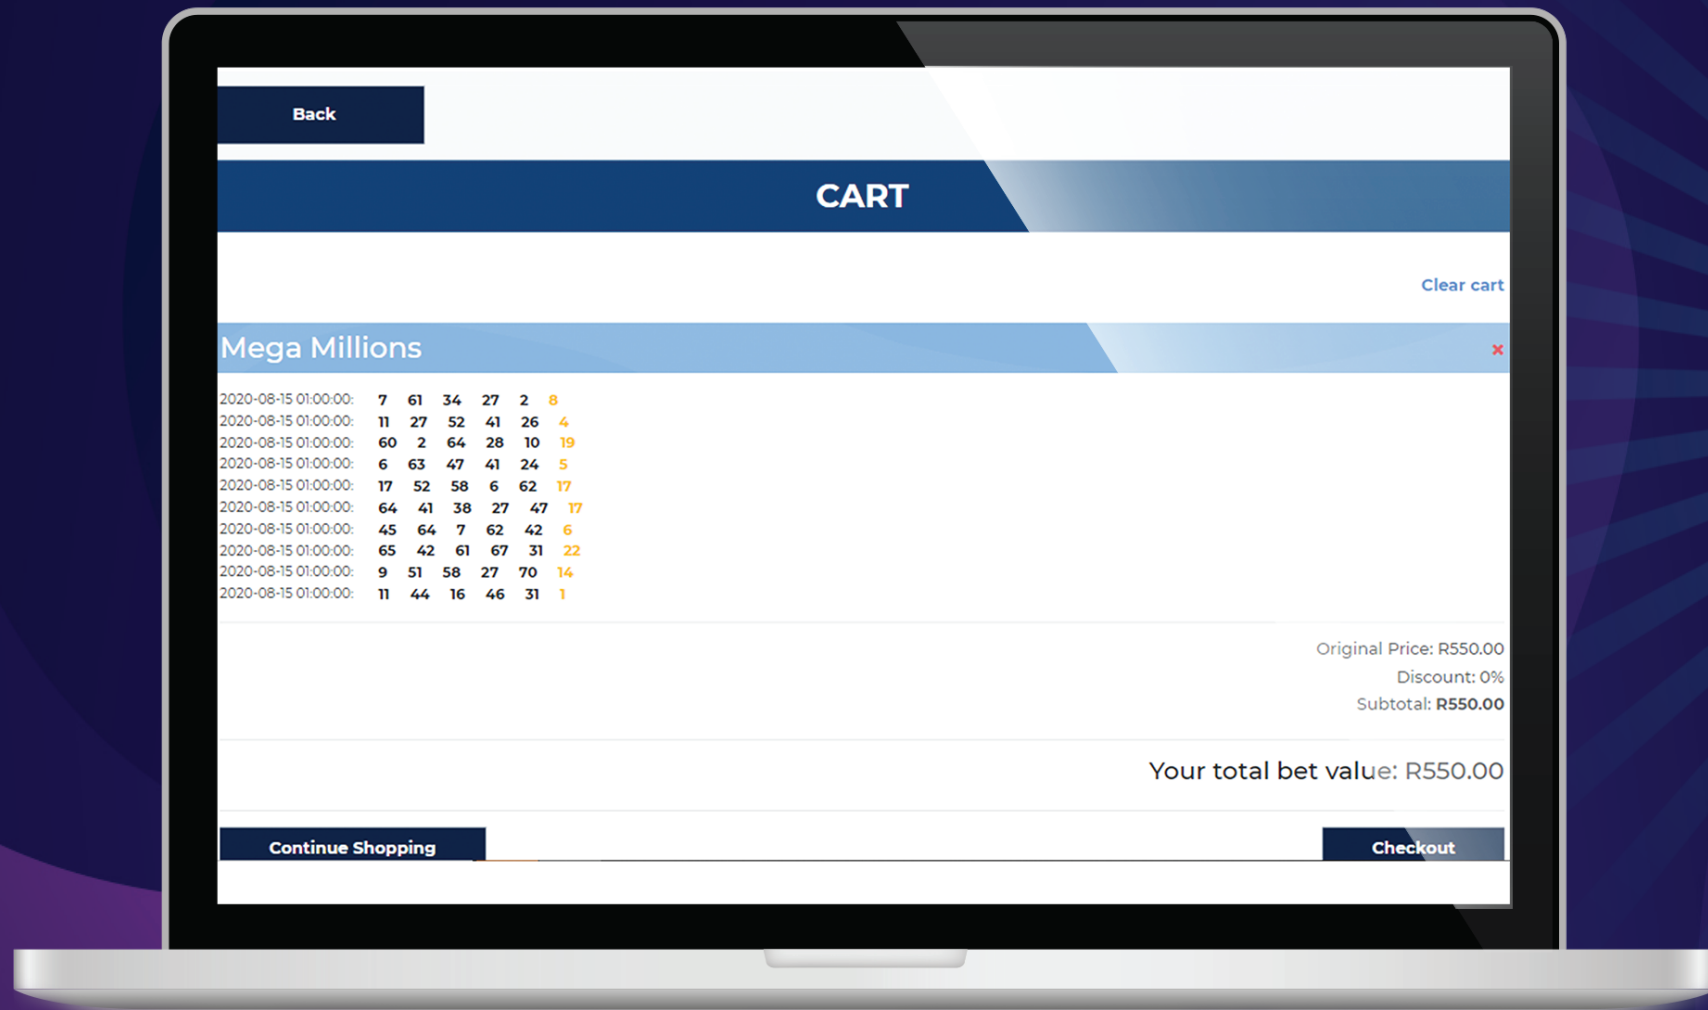 Back
CART
Clear cart
Mega Millions ×
2020-08-15 01:00:00: 7 61 34 27 2 8
2020-08-15 01:00:00: 11 27 52 41 26 4
2020-08-15 01:00:00: 60 2 64 28 10 19
2020-08-15 01:00:00: 6 63 47 41 24 5
2020-08-15 01:00:00: 17 52 58 6 62 17
2020-08-15 01:00:00: 64 41 38 27 47 17
2020-08-15 01:00:00: 45 64 7 62 42 6
2020-08-15 01:00:00: 65 42 61 67 31 22
2020-08-15 01:00:00: 9 51 58 27 70 14
2020-08-15 01:00:00: 11 44 16 46 31 1
Original Price: R550.00
Discount: 0%
Subtotal: R550.00
Your total bet value: R550.00
Continue Shopping Checkout